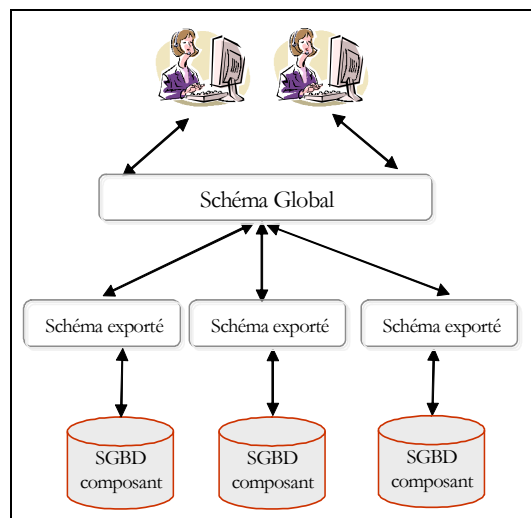 Schéma Global
Schéma exporté
Schéma exporté
Schéma exporté
SGBD
composant
SGBD
composant
SGBD
composant